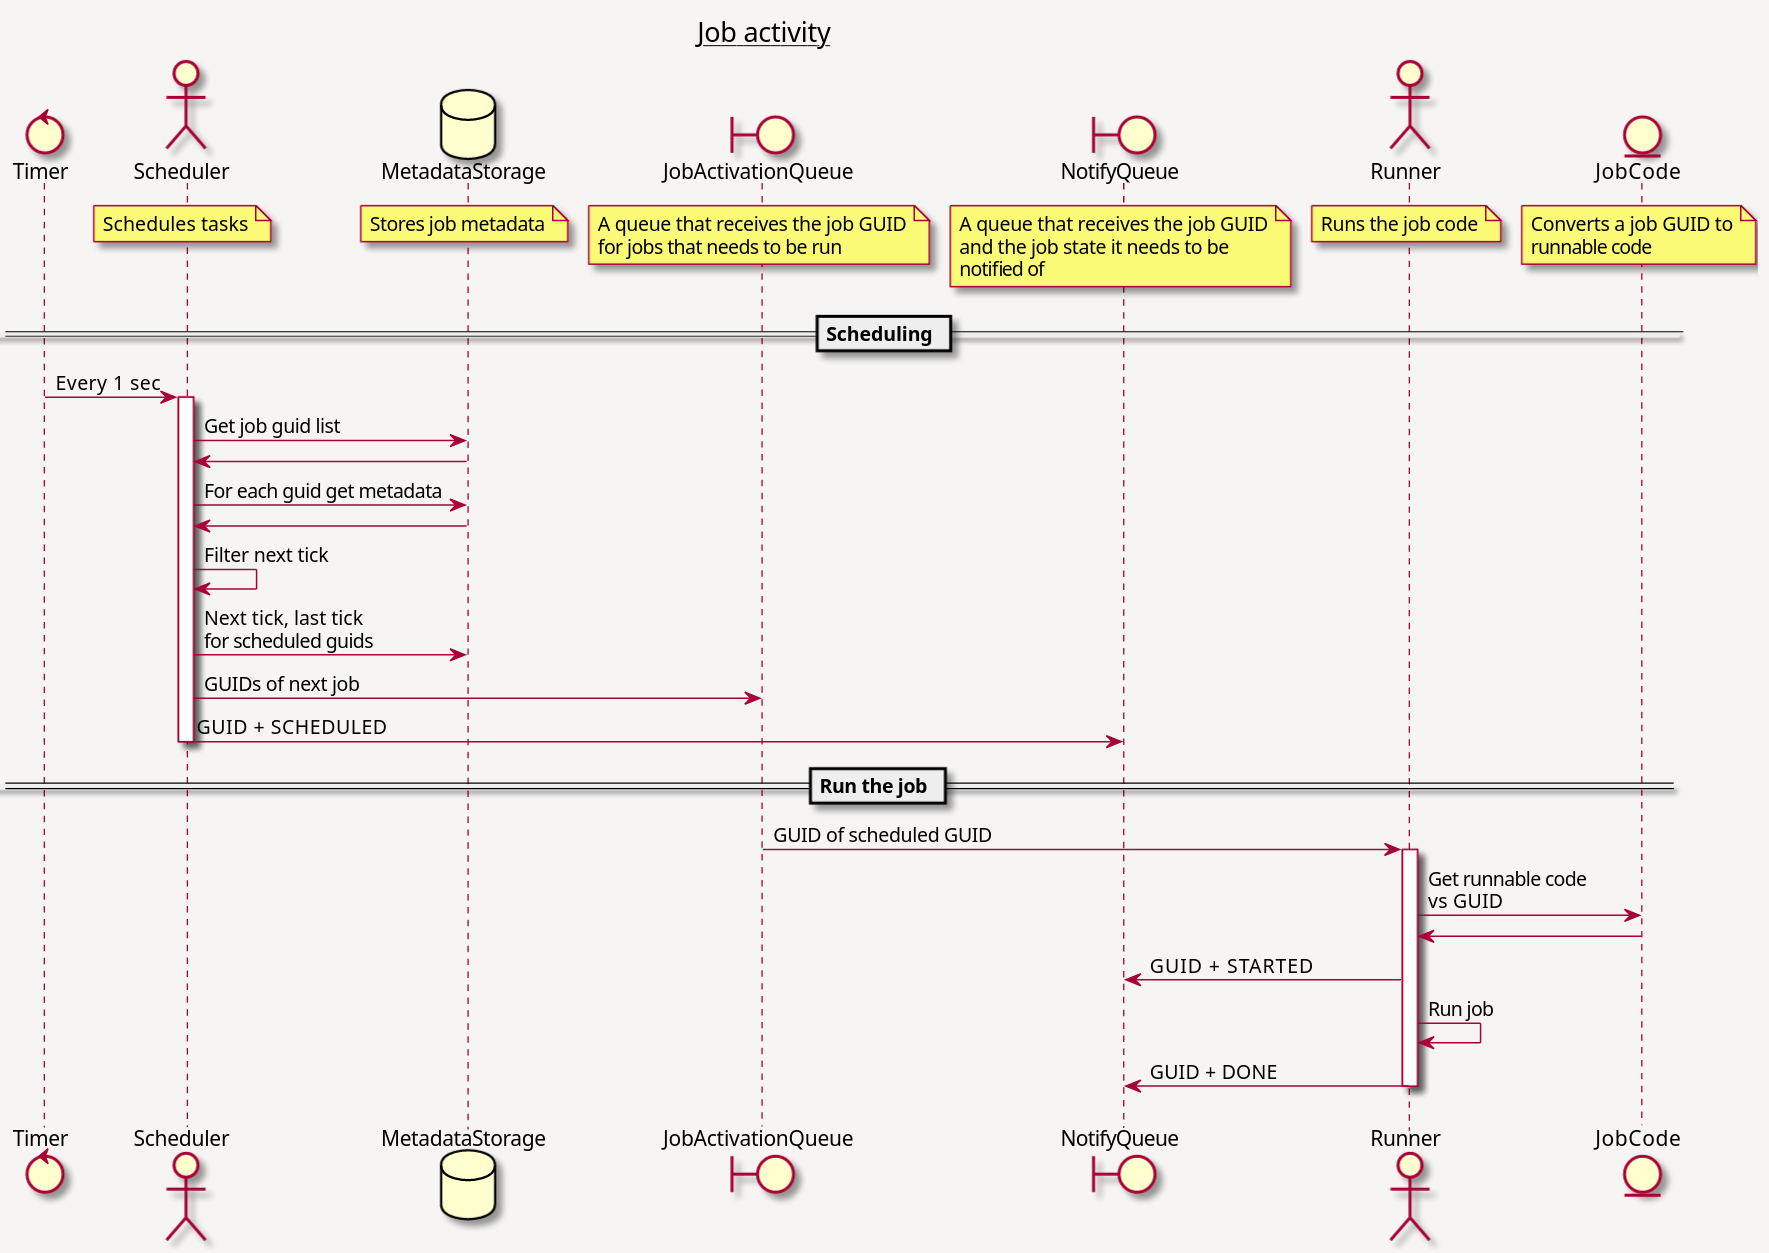 Job activity
Timer
Scheduler
MetadataStorage
JobActivationQueue
NotifyQueue
Runner
JobCode
Schedules tasks
Stores job metadata
A queue that receives the job GUID
for jobs that needs to be run
A queue that receives the job GUID
and the job state it needs to be
notified of
Runs the job code
Converts a job GUID to
runnable code
Scheduling
Every 1 sec
Get job guid list
For each guid get metadata
Filter next tick
Next tick, last tick
for scheduled guids
GUIDs of next job
GUID + SCHEDULED
Run the job
GUID of scheduled GUID
Get runnable code
vs GUID
GUID + STARTED
Run job
GUID + DONE
Timer
Scheduler
MetadataStorage
JobActivationQueue
NotifyQueue
Runner
JobCode